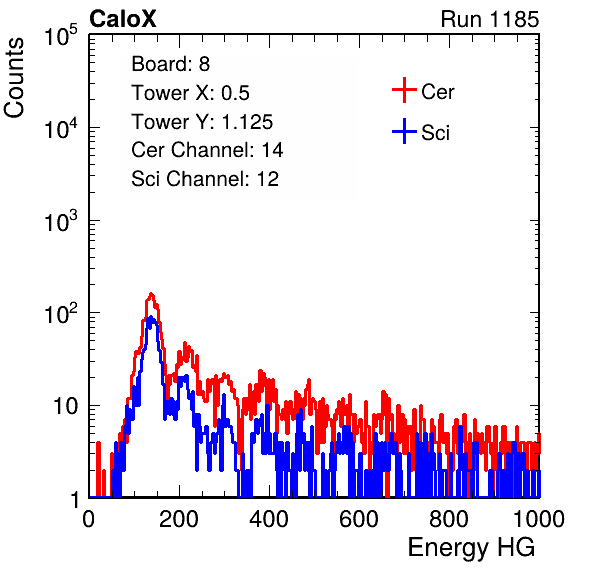 CaloX Run 1185
Counts
10^5
10^4
10^3
10^2
10
1
Board: 8
Tower X: 0.5
Tower Y: 1.125
Cer Channel: 14
Sci Channel: 12
Cer
Sci
0 200 400 600 800 1000
Energy HG